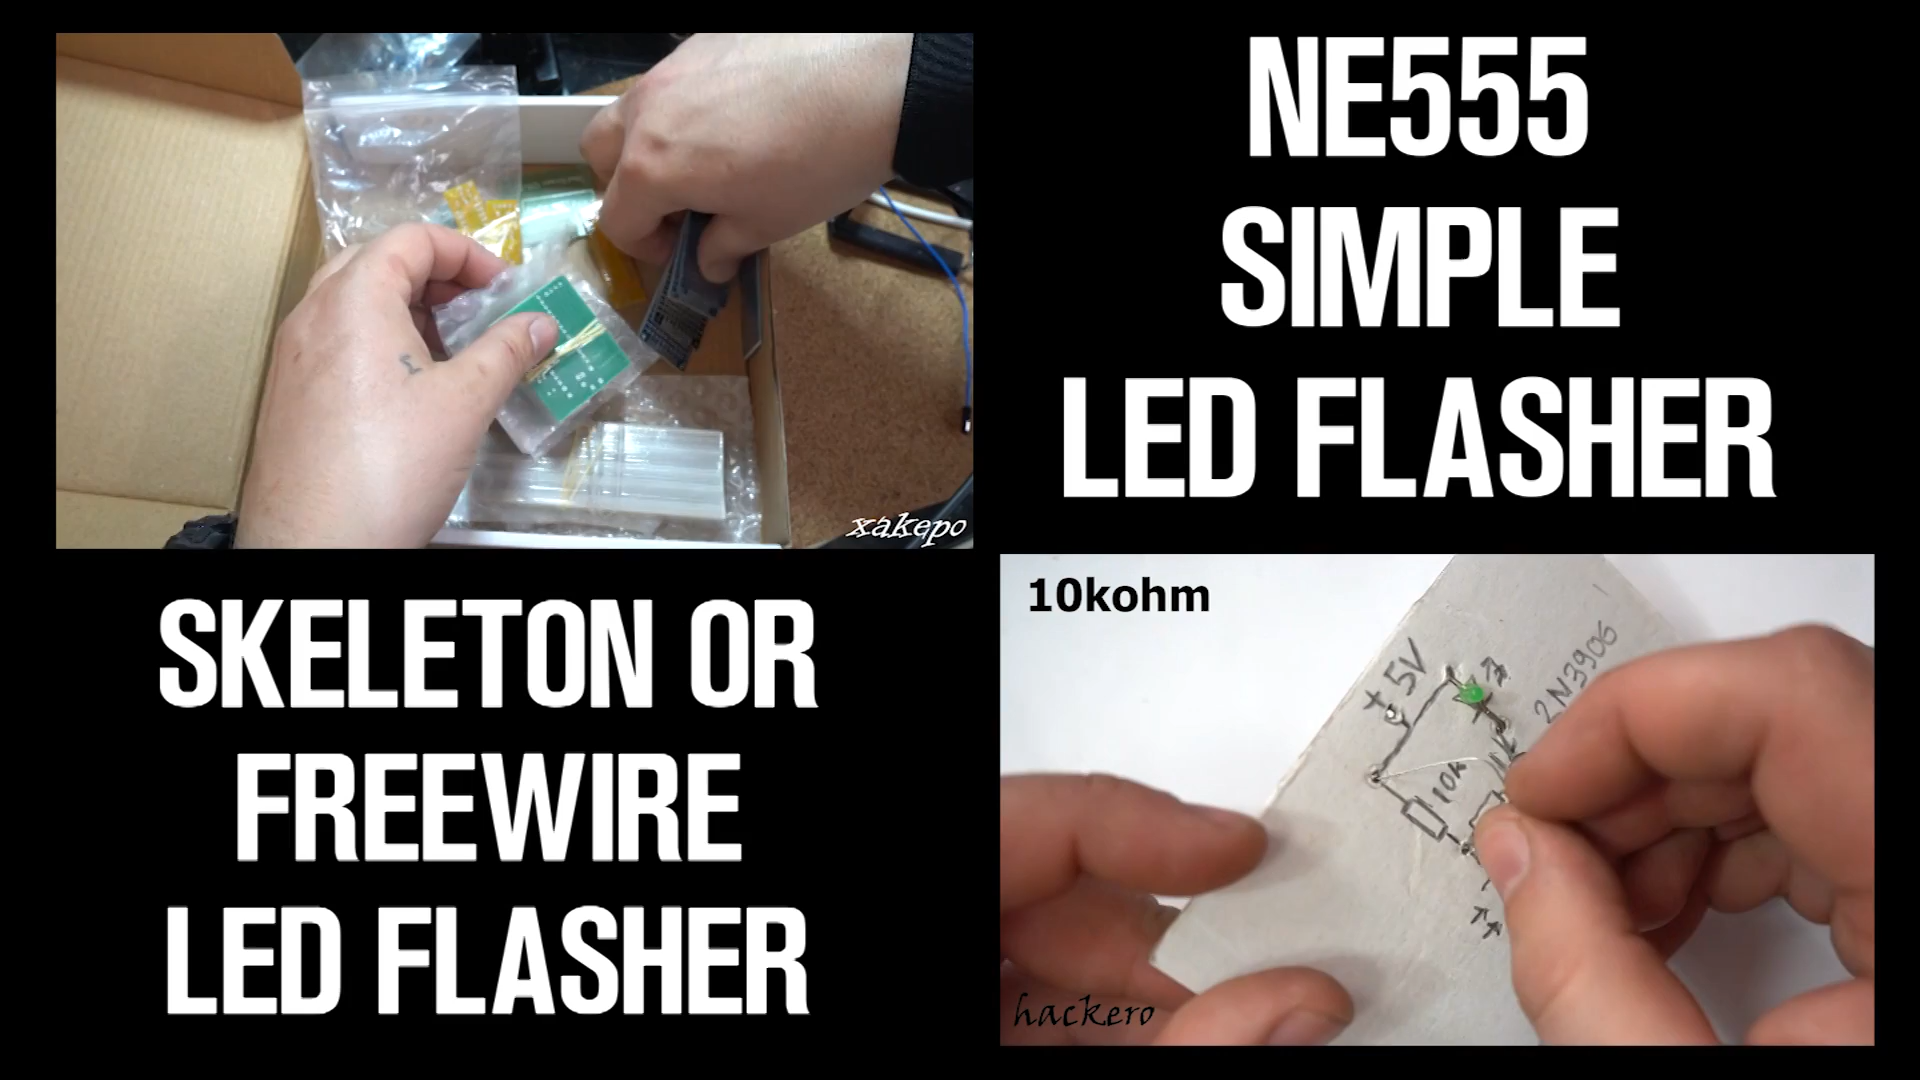 NE555
SIMPLE
LED FLASHER
xakepo
SKELETON OR
FREEWIRE
LED FLASHER
10kohm
+5V
2N3906
10k
hackero